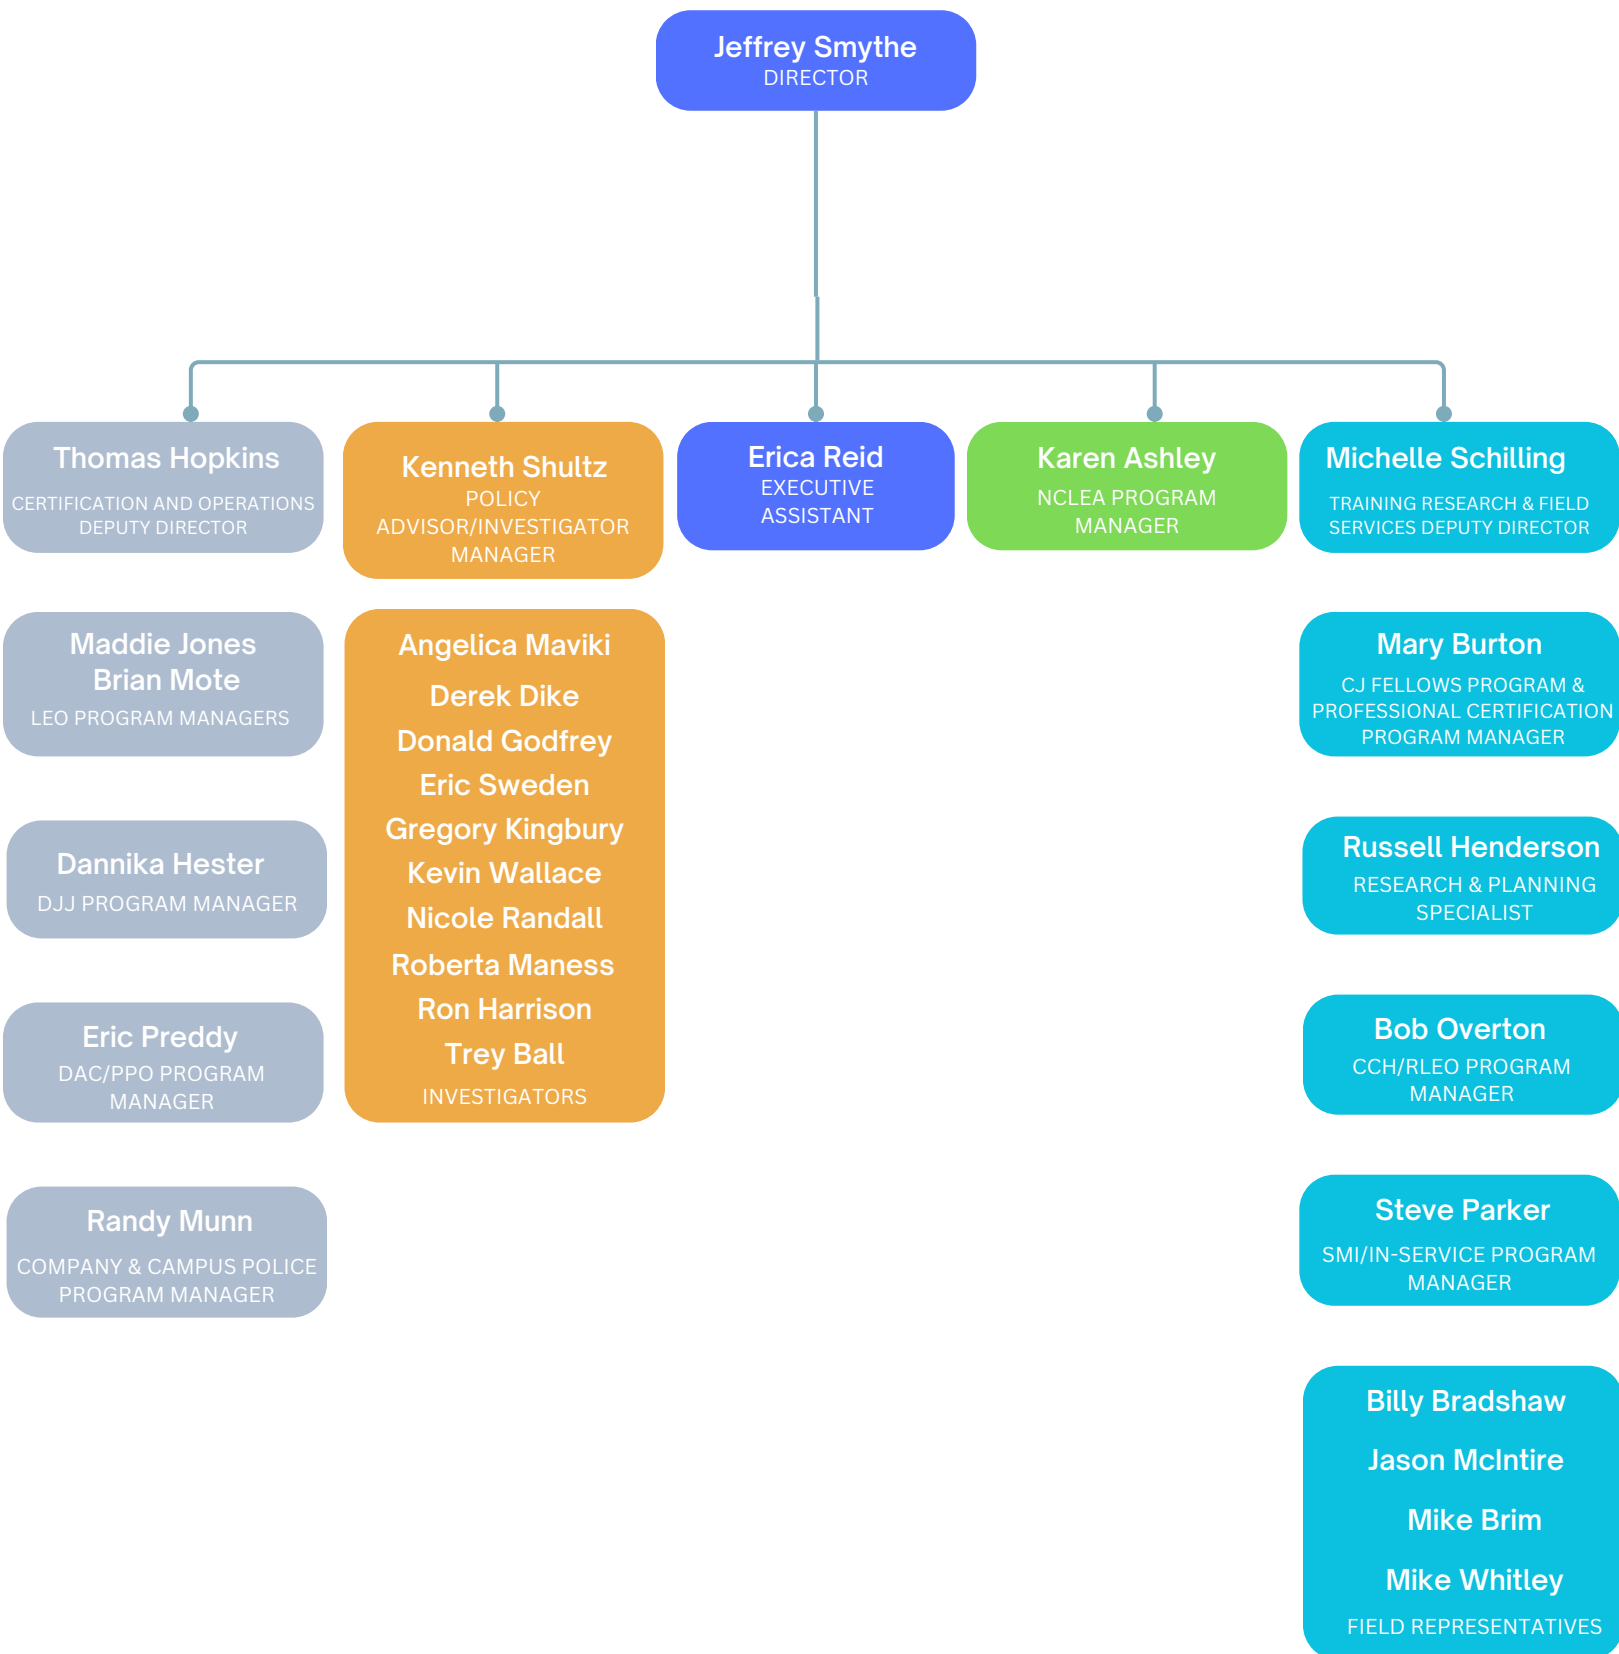 Jeffrey Smythe
DIRECTOR
Thomas Hopkins
CERTIFICATION AND OPERATIONS
DEPUTY DIRECTOR
Kenneth Shultz
POLICY
ADVISOR/INVESTIGATOR
MANAGER
Erica Reid
EXECUTIVE
ASSISTANT
Karen Ashley
NCLEA PROGRAM
MANAGER
Michelle Schilling
TRAINING RESEARCH & FIELD
SERVICES DEPUTY DIRECTOR
Maddie Jones
Brian Mote
LEO PROGRAM MANAGERS
Dannika Hester
DJJ PROGRAM MANAGER
Eric Preddy
DAC/PPO PROGRAM
MANAGER
Randy Munn
COMPANY & CAMPUS POLICE
PROGRAM MANAGER
Angelica Maviki
Derek Dike
Donald Godfrey
Eric Sweden
Gregory Kingbury
Kevin Wallace
Nicole Randall
Roberta Maness
Ron Harrison
Trey Ball
INVESTIGATORS
Mary Burton
CJ FELLOWS PROGRAM &
PROFESSIONAL CERTIFICATION
PROGRAM MANAGER
Russell Henderson
RESEARCH & PLANNING
SPECIALIST
Bob Overton
CCH/RLEO PROGRAM
MANAGER
Steve Parker
SMI/IN-SERVICE PROGRAM
MANAGER
Billy Bradshaw
Jason McIntire
Mike Brim
Mike Whitley
FIELD REPRESENTATIVES